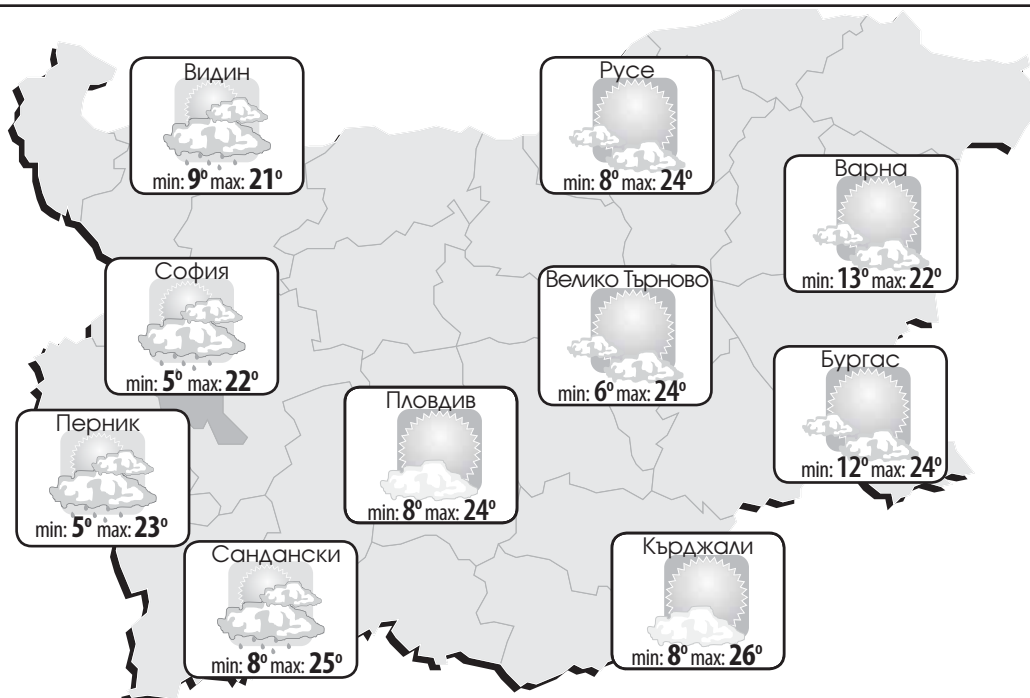 Видин
min: 9° max: 21°
Русе
min: 8° max: 24°
Варна
min: 13° max: 22°
София
min: 5° max: 22°
Велико Търново
min: 6° max: 24°
Бургас
min: 12° max: 24°
Пловдив
min: 8° max: 24°
Перник
min: 5° max: 23°
Сандански
min: 8° max: 25°
Кърджали
min: 8° max: 26°